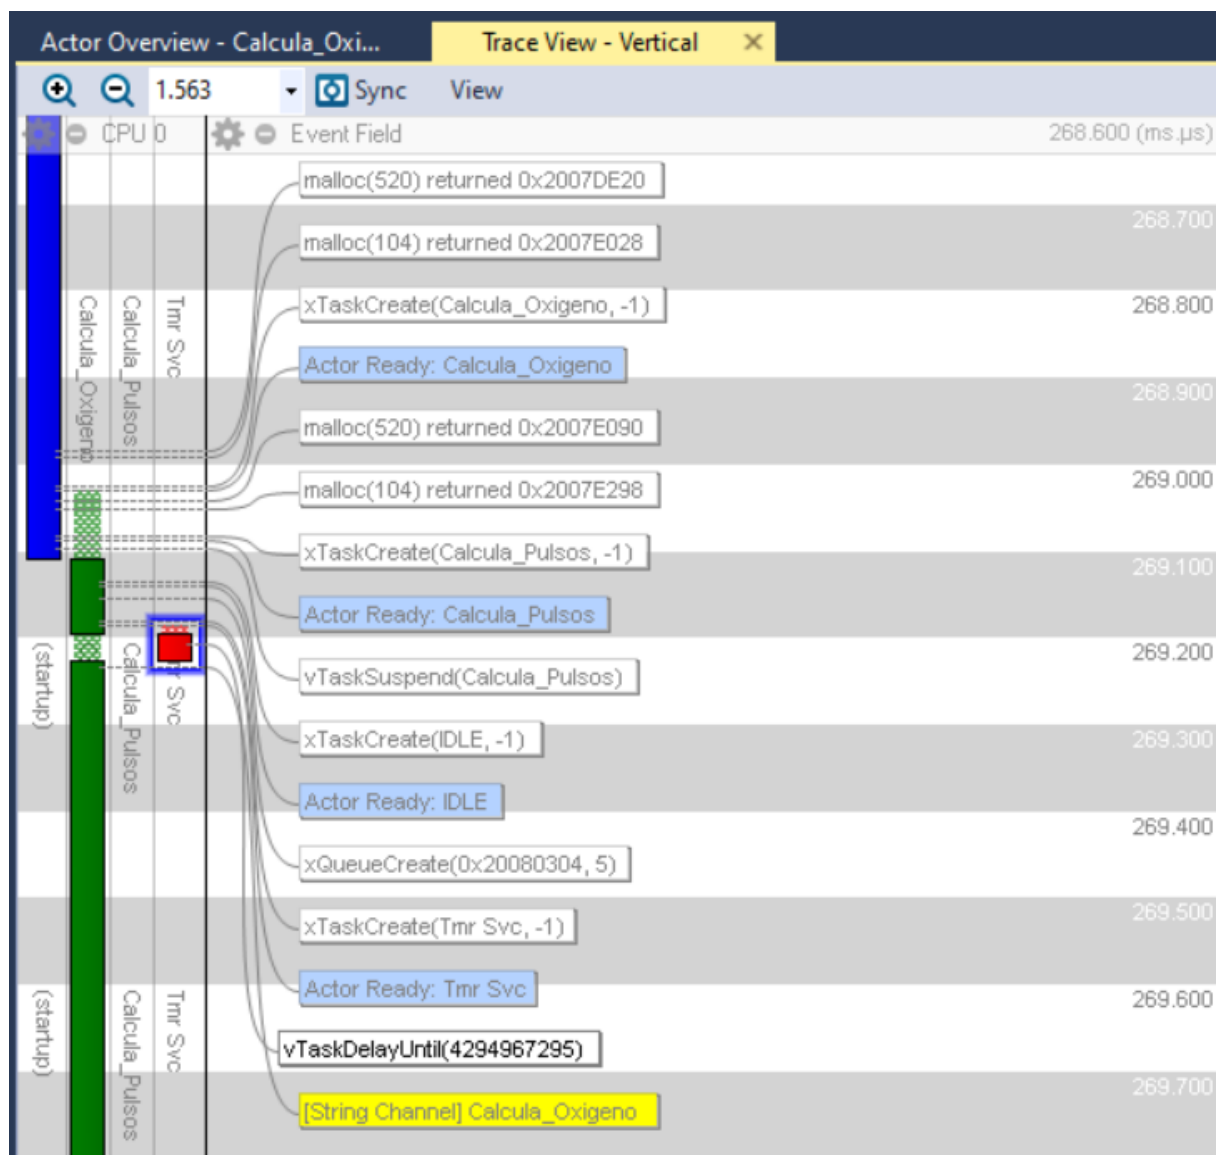 Actor Overview - Calcula_Oxi...
Trace View - Vertical
1.563
Sync
View
CPU 0
Event Field
268.600 (ms.µs)
malloc(520) returned 0x2007DE20
268.700
malloc(104) returned 0x2007E028
Calcula_Oxigeno
Calcula_Pulsos
Tmr Svc
xTaskCreate(Calcula_Oxigeno, -1)
268.800
Actor Ready: Calcula_Oxigeno
268.900
malloc(520) returned 0x2007E090
malloc(104) returned 0x2007E298
269.000
xTaskCreate(Calcula_Pulsos, -1)
269.100
Actor Ready: Calcula_Pulsos
(startup)
Calcula_Pulsos
Tmr Svc
269.200
vTaskSuspend(Calcula_Pulsos)
xTaskCreate(IDLE, -1)
269.300
Actor Ready: IDLE
269.400
xQueueCreate(0x20080304, 5)
xTaskCreate(Tmr Svc, -1)
269.500
Actor Ready: Tmr Svc
(startup)
Calcula_Pulsos
Tmr Svc
269.600
vTaskDelayUntil(4294967295)
[String Channel] Calcula_Oxigeno
269.700